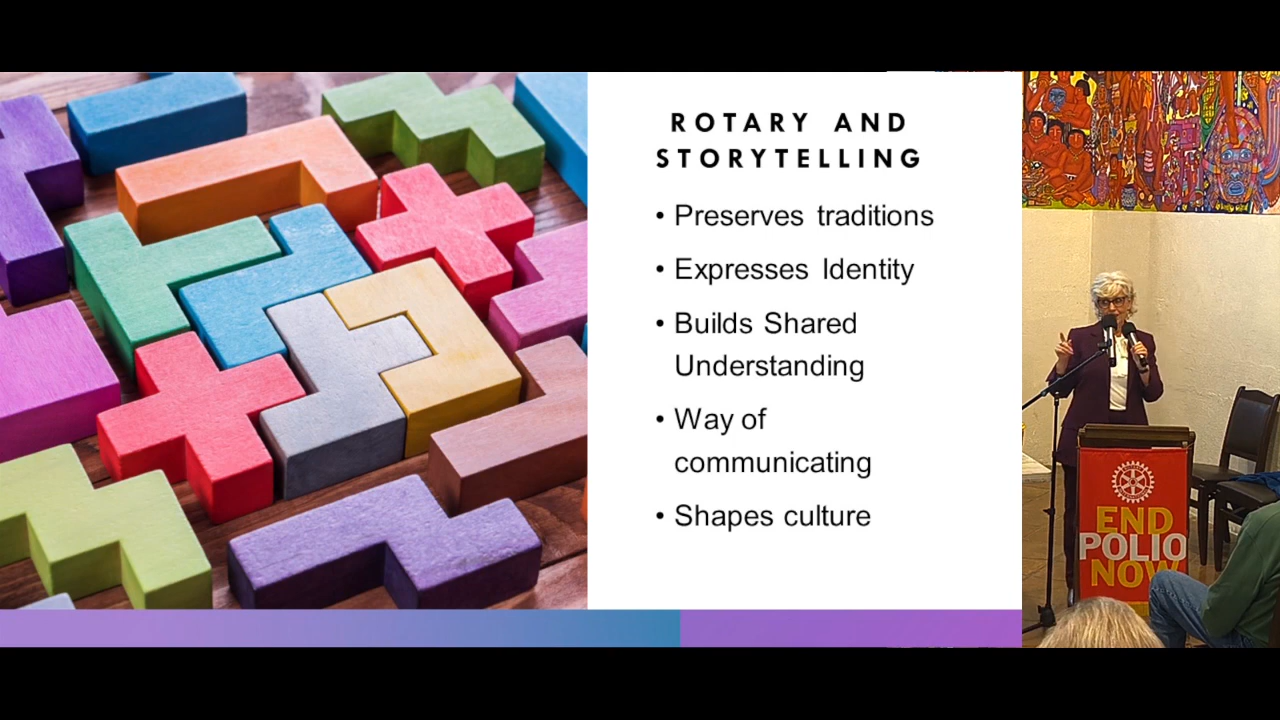 ROTARY AND
STORYTELLING
• Preserves traditions
• Expresses Identity
• Builds Shared
Understanding
• Way of
communicating
• Shapes culture
END
POLIO
NOW